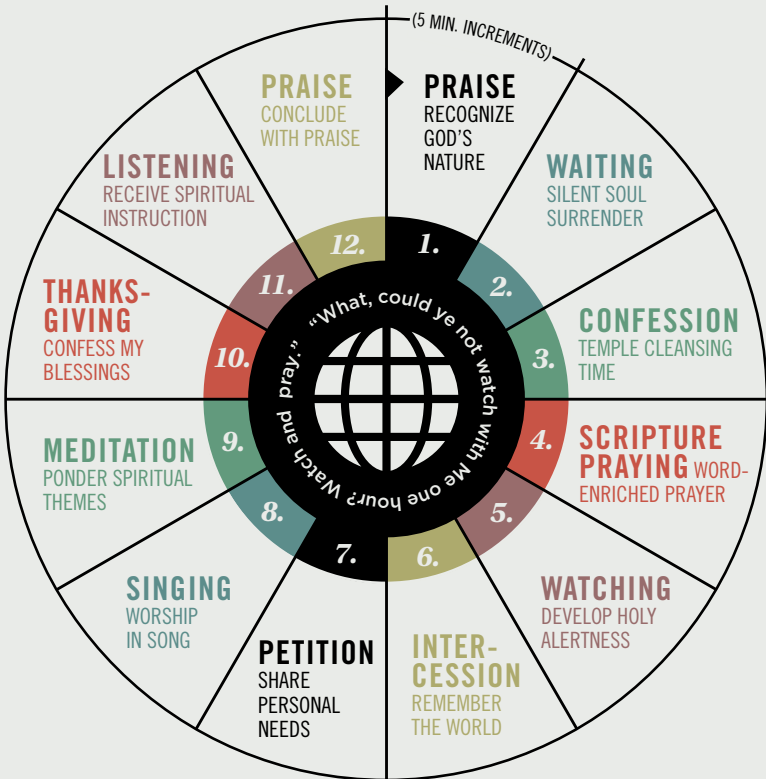 (5 MIN. INCREMENTS)
PRAISE
RECOGNIZE
GOD'S
NATURE
WAITING
SILENT SOUL
SURRENDER
CONFESSION
TEMPLE CLEANSING
TIME
SCRIPTURE
PRAYING WORD-
ENRICHED PRAYER
WATCHING
DEVELOP HOLY
ALERTNESS
INTER-
CESSION
REMEMBER
THE WORLD
PETITION
SHARE
PERSONAL
NEEDS
SINGING
WORSHIP
IN SONG
MEDITATION
PONDER SPIRITUAL
THEMES
THANKS-
GIVING
CONFESS MY
BLESSINGS
LISTENING
RECEIVE SPIRITUAL
INSTRUCTION
PRAISE
CONCLUDE
WITH PRAISE
1.
2.
3.
4.
5.
6.
7.
8.
9.
10.
11.
12.
“What, could ye not watch with Me one hour? Watch and pray.”